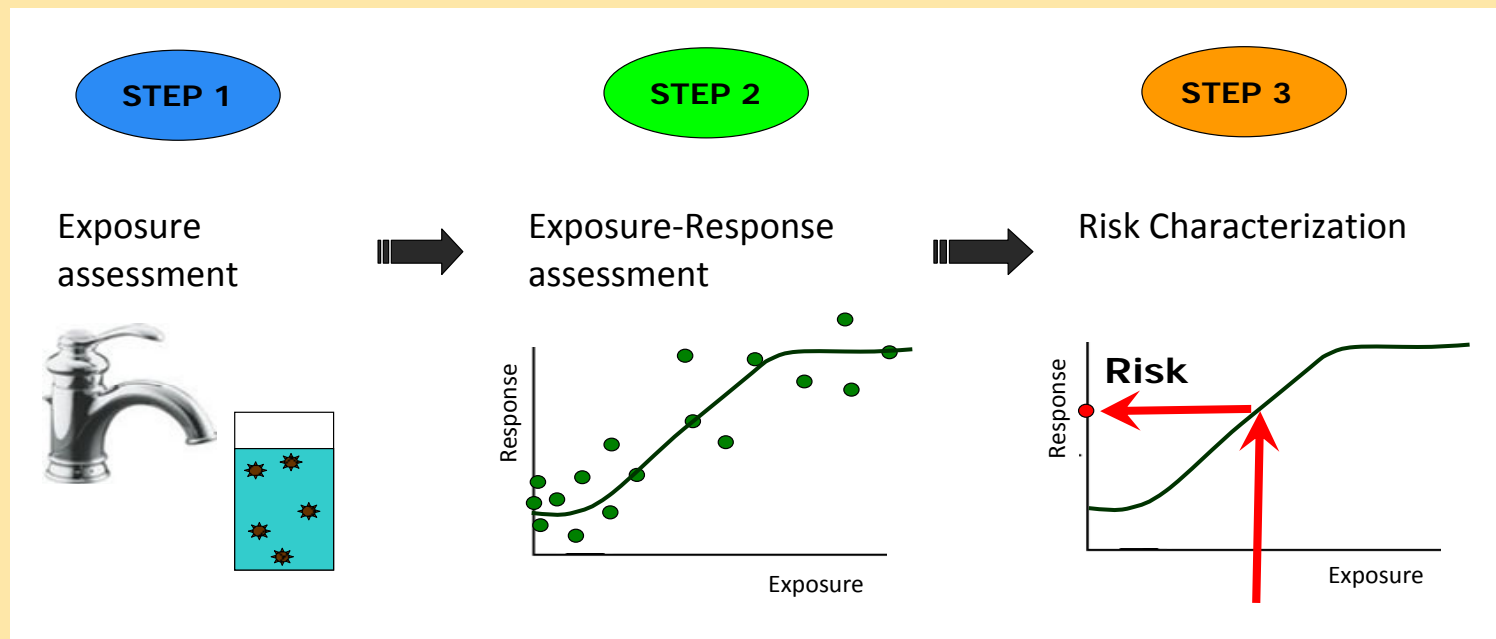 STEP 1
STEP 2
STEP 3
Exposure
assessment
Exposure-Response
assessment
Risk Characterization
Response
Exposure
Risk
Response
Exposure